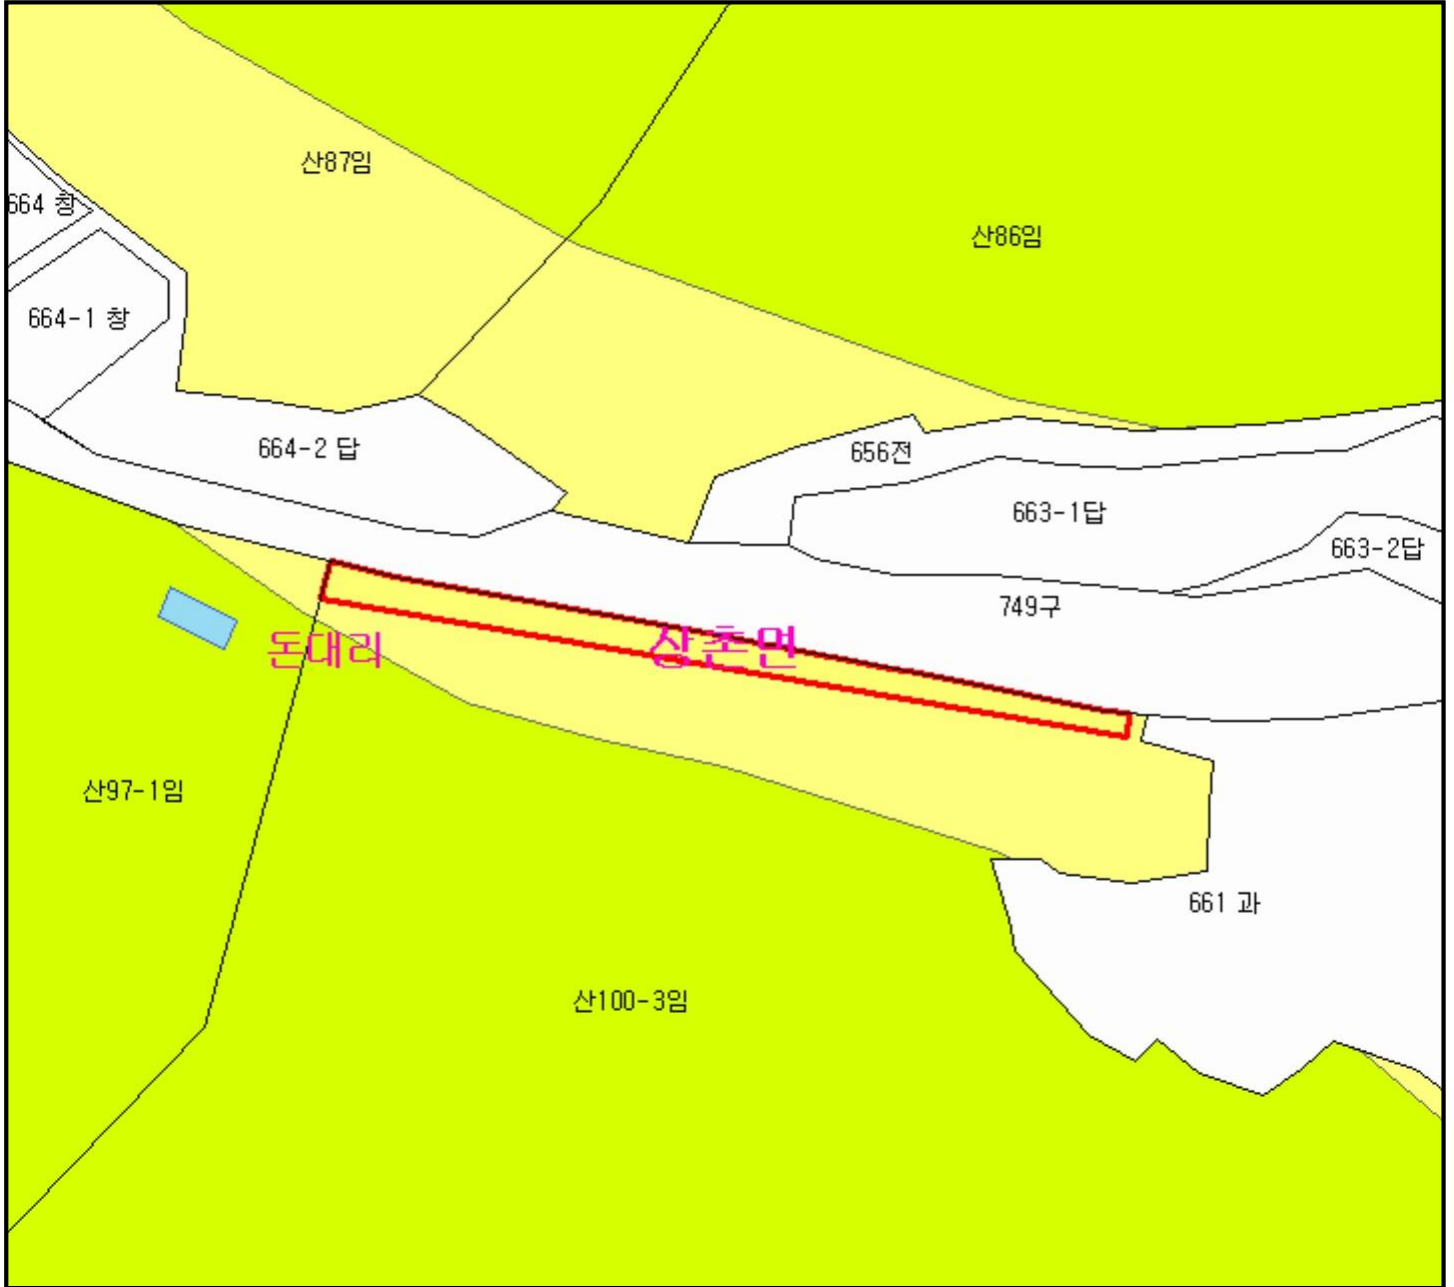 산87임
664 창
산86임
664-1 창
664-2 답
656전
663-1답
663-2답
749구
돈대리
상촌면
산97-1임
661 과
산100-3임